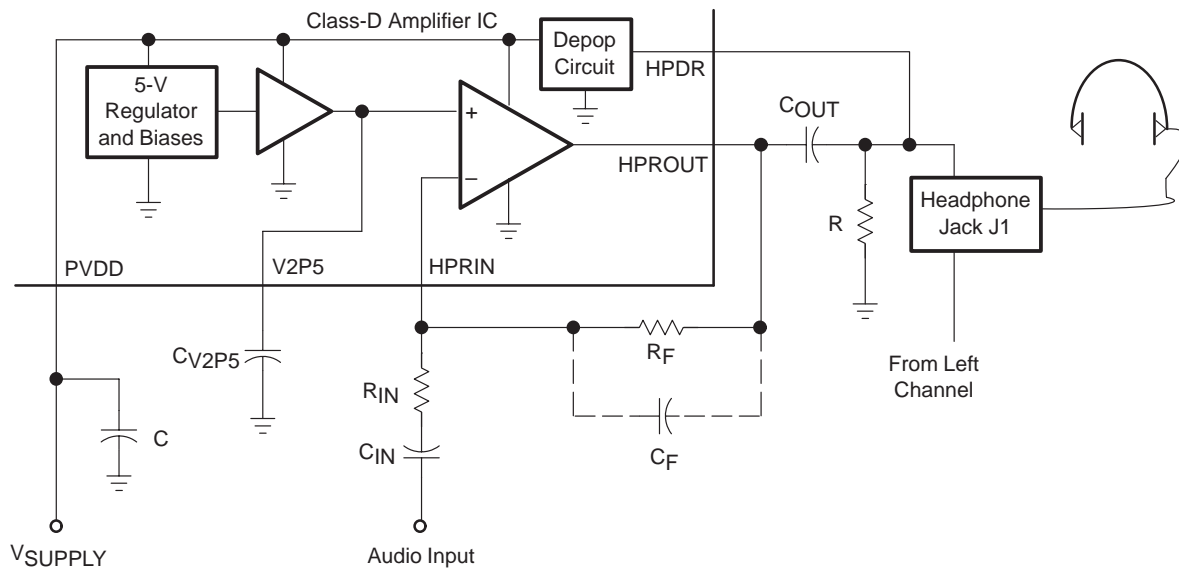 Class-D Amplifier IC
Depop
Circuit
HPDR
5-V
Regulator
and Biases
+
–
COUT
HPROUT
R
Headphone
Jack J1
PVDD
V2P5
HPRIN
CV2P5
RIN
RF
From Left
Channel
C
CIN
CF
VSUPPLY
Audio Input